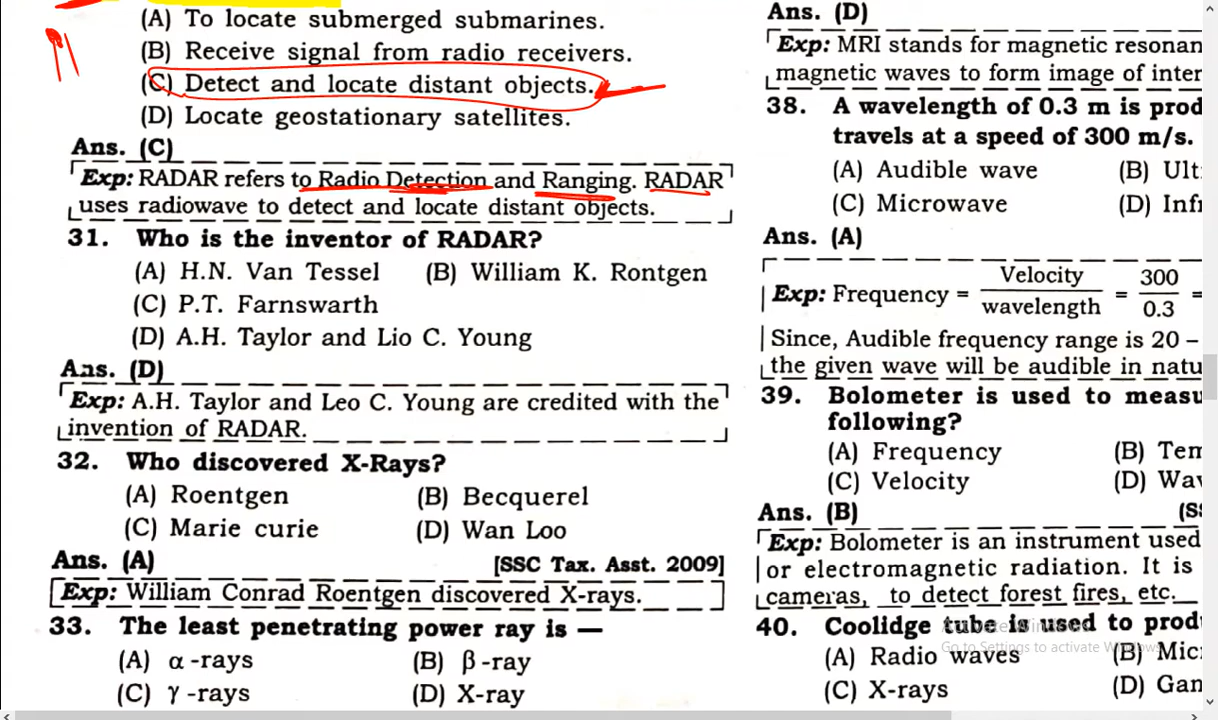 (A) To locate submerged submarines.
(B) Receive signal from radio receivers.
(C) Detect and locate distant objects.
(D) Locate geostationary satellites.
Ans. (C)
Exp: RADAR refers to Radio Detection and Ranging. RADAR
uses radiowave to detect and locate distant objects.
31. Who is the inventor of RADAR?
(A) H.N. Van Tessel (B) William K. Rontgen
(C) P.T. Farnswarth
(D) A.H. Taylor and Lio C. Young
Ans. (D)
Exp: A.H. Taylor and Leo C. Young are credited with the
invention of RADAR.
32. Who discovered X-Rays?
(A) Roentgen (B) Becquerel
(C) Marie curie (D) Wan Loo
Ans. (A) [SSC Tax. Asst. 2009]
Exp: William Conrad Roentgen discovered X-rays.
33. The least penetrating power ray is —
(A) α -rays (B) β -ray
(C) γ -rays (D) X-ray
Ans. (D)
Exp: MRI stands for magnetic resonan
magnetic waves to form image of inter
38. A wavelength of 0.3 m is prod
travels at a speed of 300 m/s.
(A) Audible wave (B) Ult
(C) Microwave (D) Inf
Ans. (A)
Exp: Frequency = Velocity / wavelength = 300 / 0.3 =
Since, Audible frequency range is 20 –
the given wave will be audible in natu
39. Bolometer is used to measu
following?
(A) Frequency (B) Tem
(C) Velocity (D) Wav
Ans. (B) (S
Exp: Bolometer is an instrument used
or electromagnetic radiation. It is
cameras, to detect forest fires, etc.
40. Coolidge tube is used to prod
(A) Radio waves (B) Mic
(C) X-rays (D) Gan
Activate Windows
Go to Settings to activate Windows.